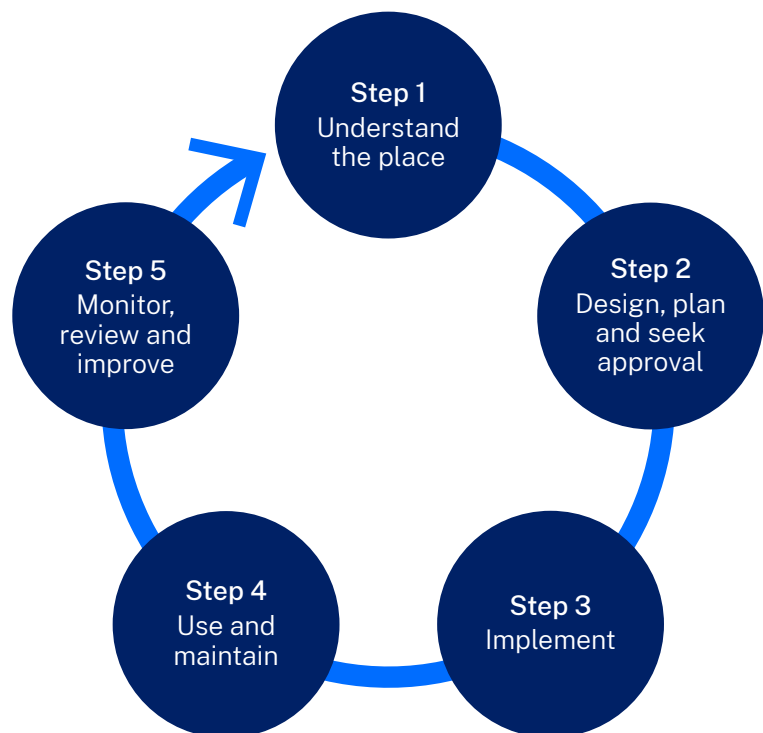 Step 1
Understand
the place
Step 2
Design, plan
and seek
approval
Step 3
Implement
Step 4
Use and
maintain
Step 5
Monitor,
review and
improve